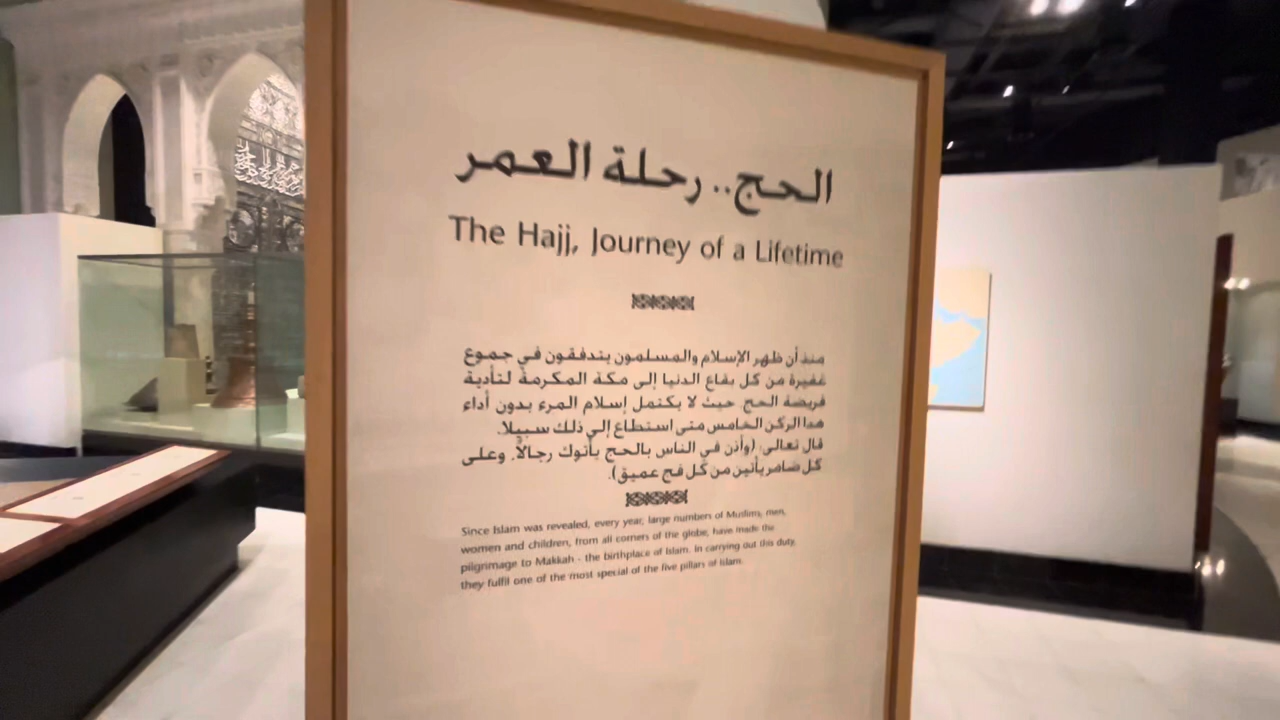 الحج.. رحلة العمر
The Hajj, Journey of a Lifetime
منذ أن ظهر الإسلام والمسلمون يتدفقون في جموع
غفيرة من كل بقاع الدنيا إلى مكة المكرمة لتأدية
فريضة الحج حيث لا يكتمل إسلام المرء بدون أداء
هذا الركن الخامس متى استطاع إلى ذلك سبيلا.
قال تعالى: (وأذن في الناس بالحج يأتوك رجالاً، وعلى
كل ضامر يأتين من كل فج عميق).
Since Islam was revealed, every year, large numbers of Muslims, men,
women and children, from all corners of the globe, have made the
pilgrimage to Makkah - the birthplace of Islam. In carrying out this duty,
they fulfil one of the most special of the five pillars of Islam.